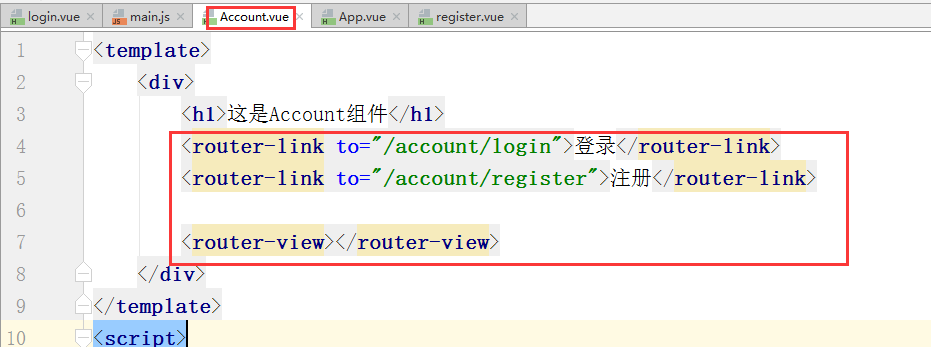 login.vue main.js Account.vue App.vue register.vue
1 <template>
2 <div>
3 <h1>这是Account组件</h1>
4 <router-link to="/account/login">登录</router-link>
5 <router-link to="/account/register">注册</router-link>
6
7 <router-view></router-view>
8 </div>
9 </template>
10 <script>